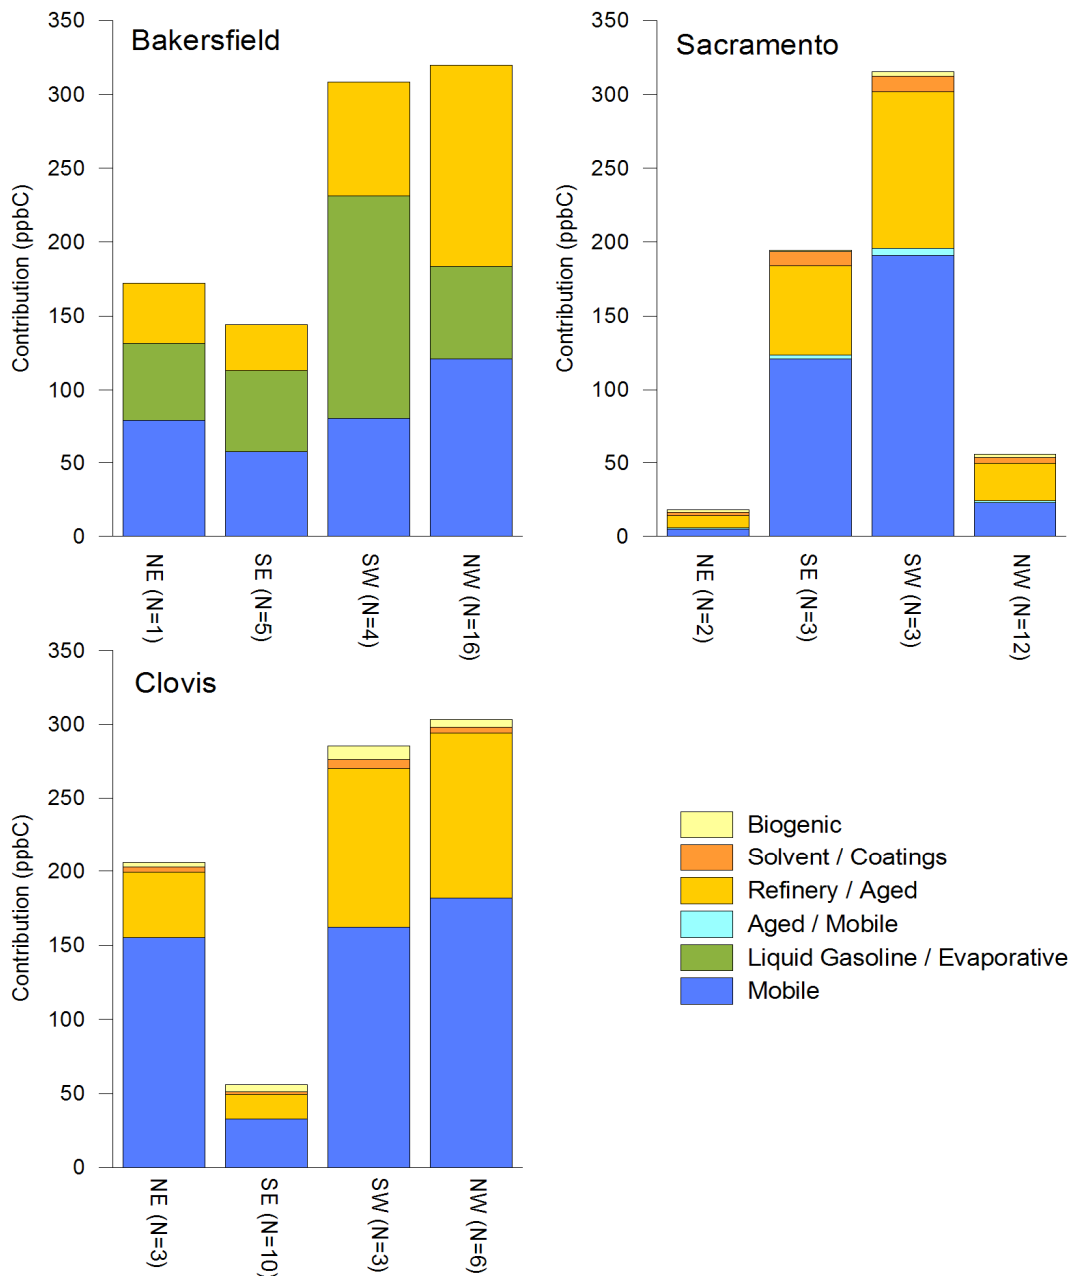 Bakersfield
Contribution (ppbC)
350
300
250
200
150
100
50
0
NE (N=1)
SE (N=5)
SW (N=4)
NW (N=16)
Sacramento
Contribution (ppbC)
350
300
250
200
150
100
50
0
NE (N=2)
SE (N=3)
SW (N=3)
NW (N=12)
Clovis
Contribution (ppbC)
350
300
250
200
150
100
50
0
NE (N=3)
SE (N=10)
SW (N=3)
NW (N=6)
Biogenic
Solvent / Coatings
Refinery / Aged
Aged / Mobile
Liquid Gasoline / Evaporative
Mobile